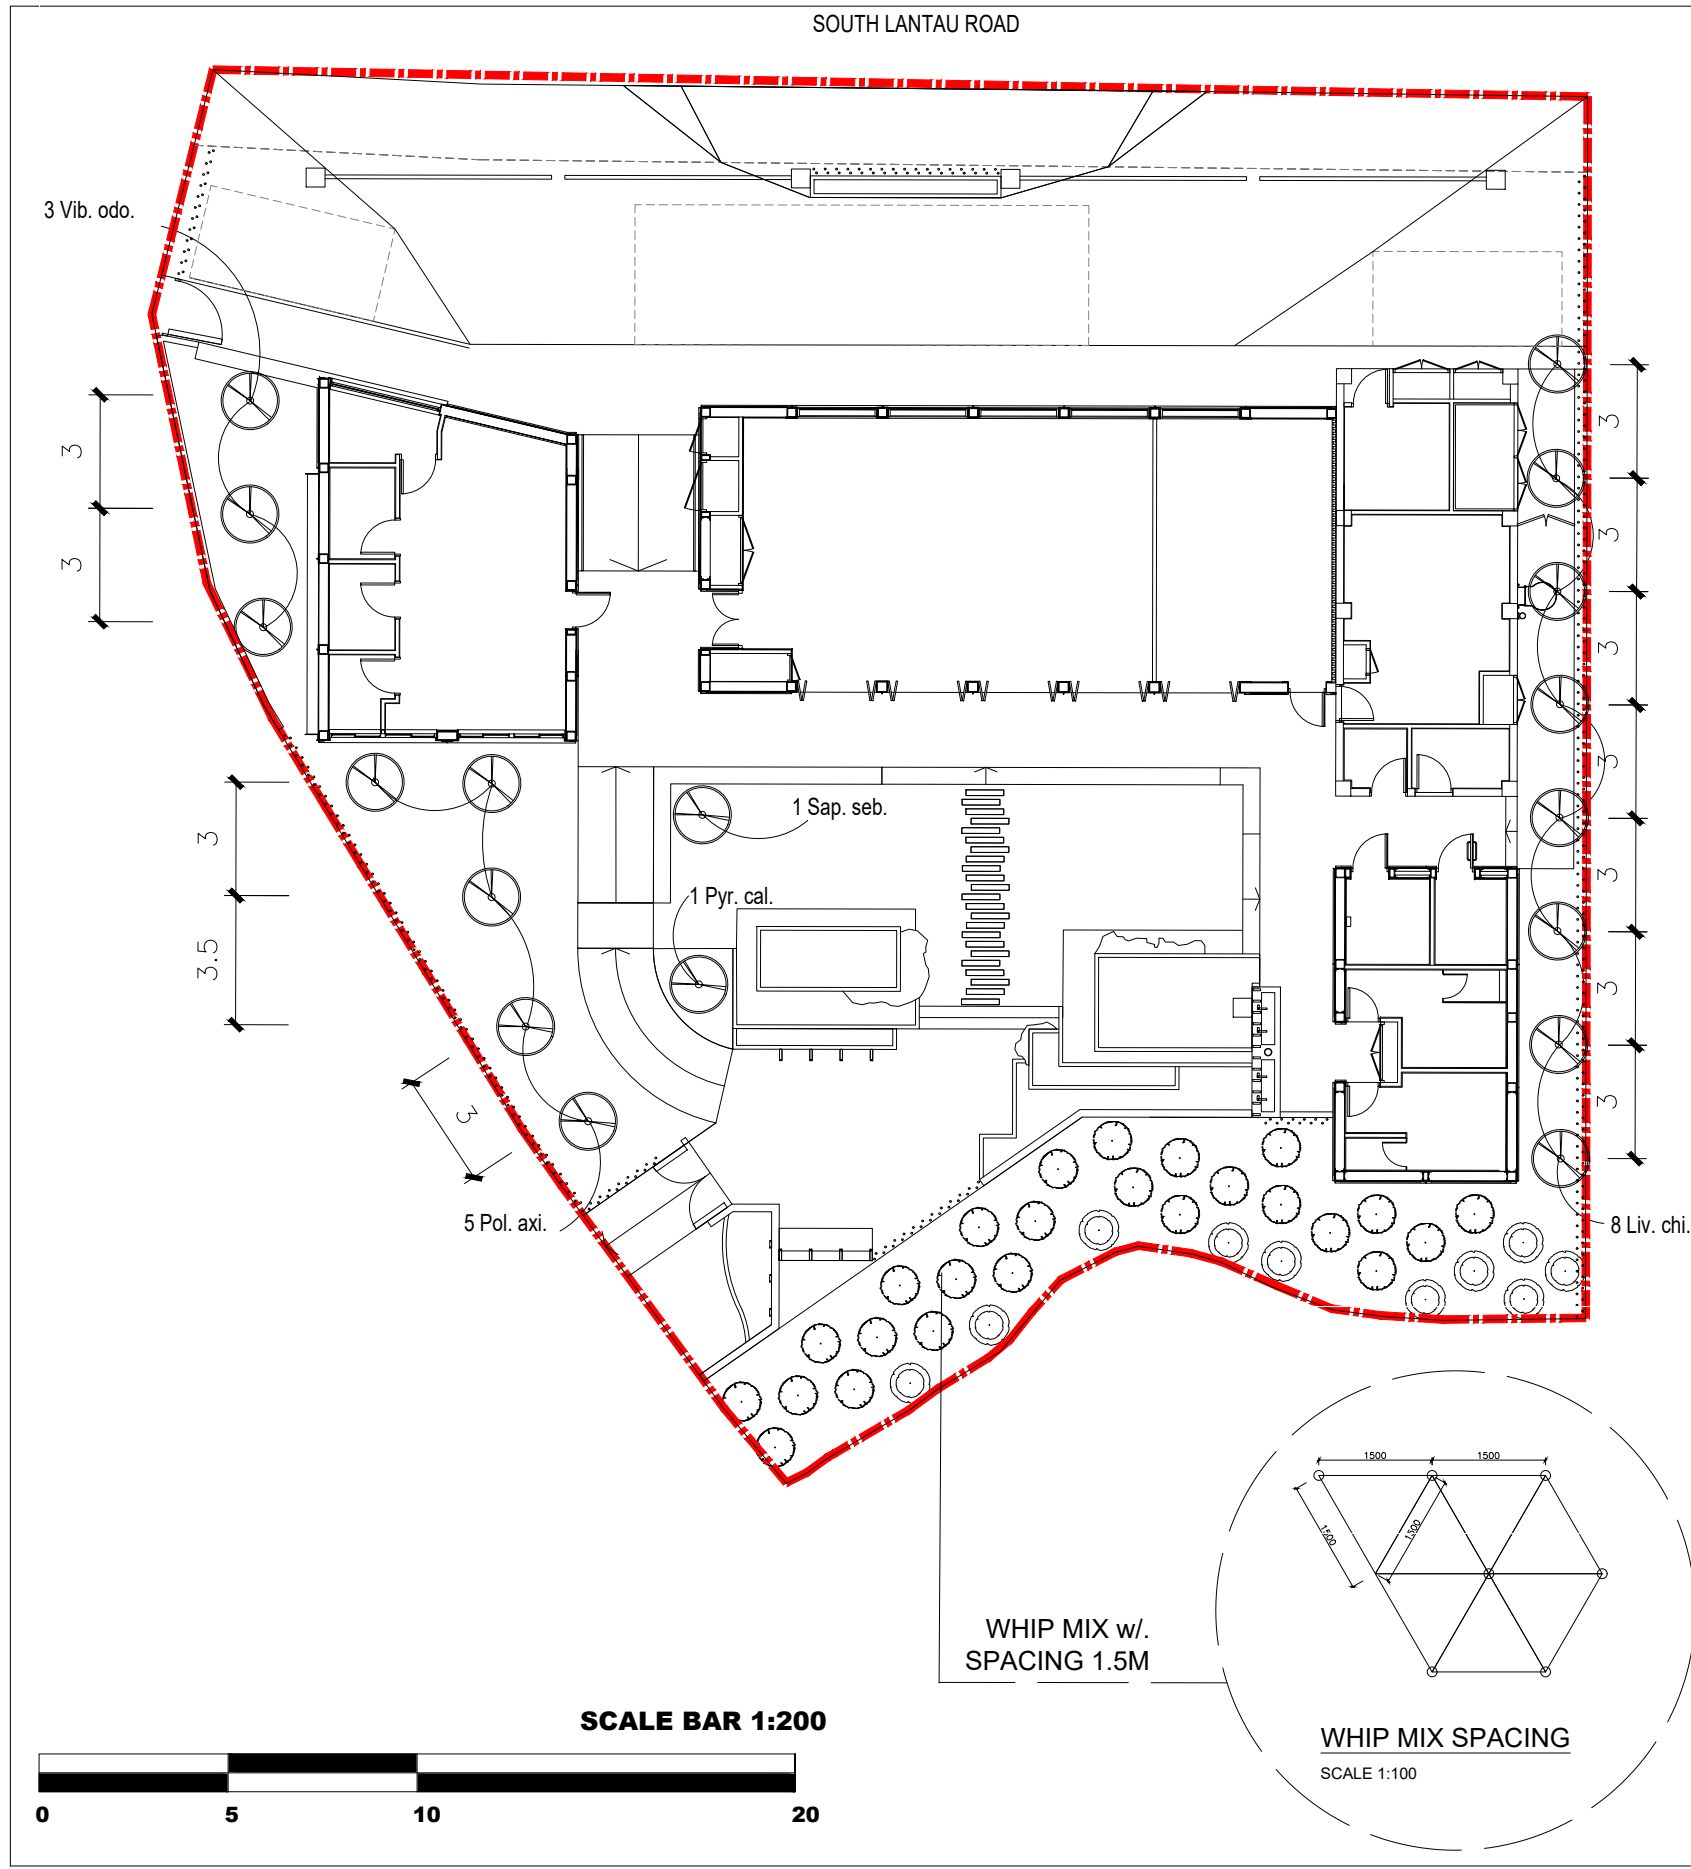 SOUTH LANTAU ROAD
3 Vib. odo.
3
3
3
3
3
3
3
3
3
1 Sap. seb.
1 Pyr. cal.
3
3.5
3
5 Pol. axi.
8 Liv. chi.
1500
1500
1500
1300
WHIP MIX w/.
SPACING 1.5M
WHIP MIX SPACING
SCALE 1:100
SCALE BAR 1:200
0 5 10 20